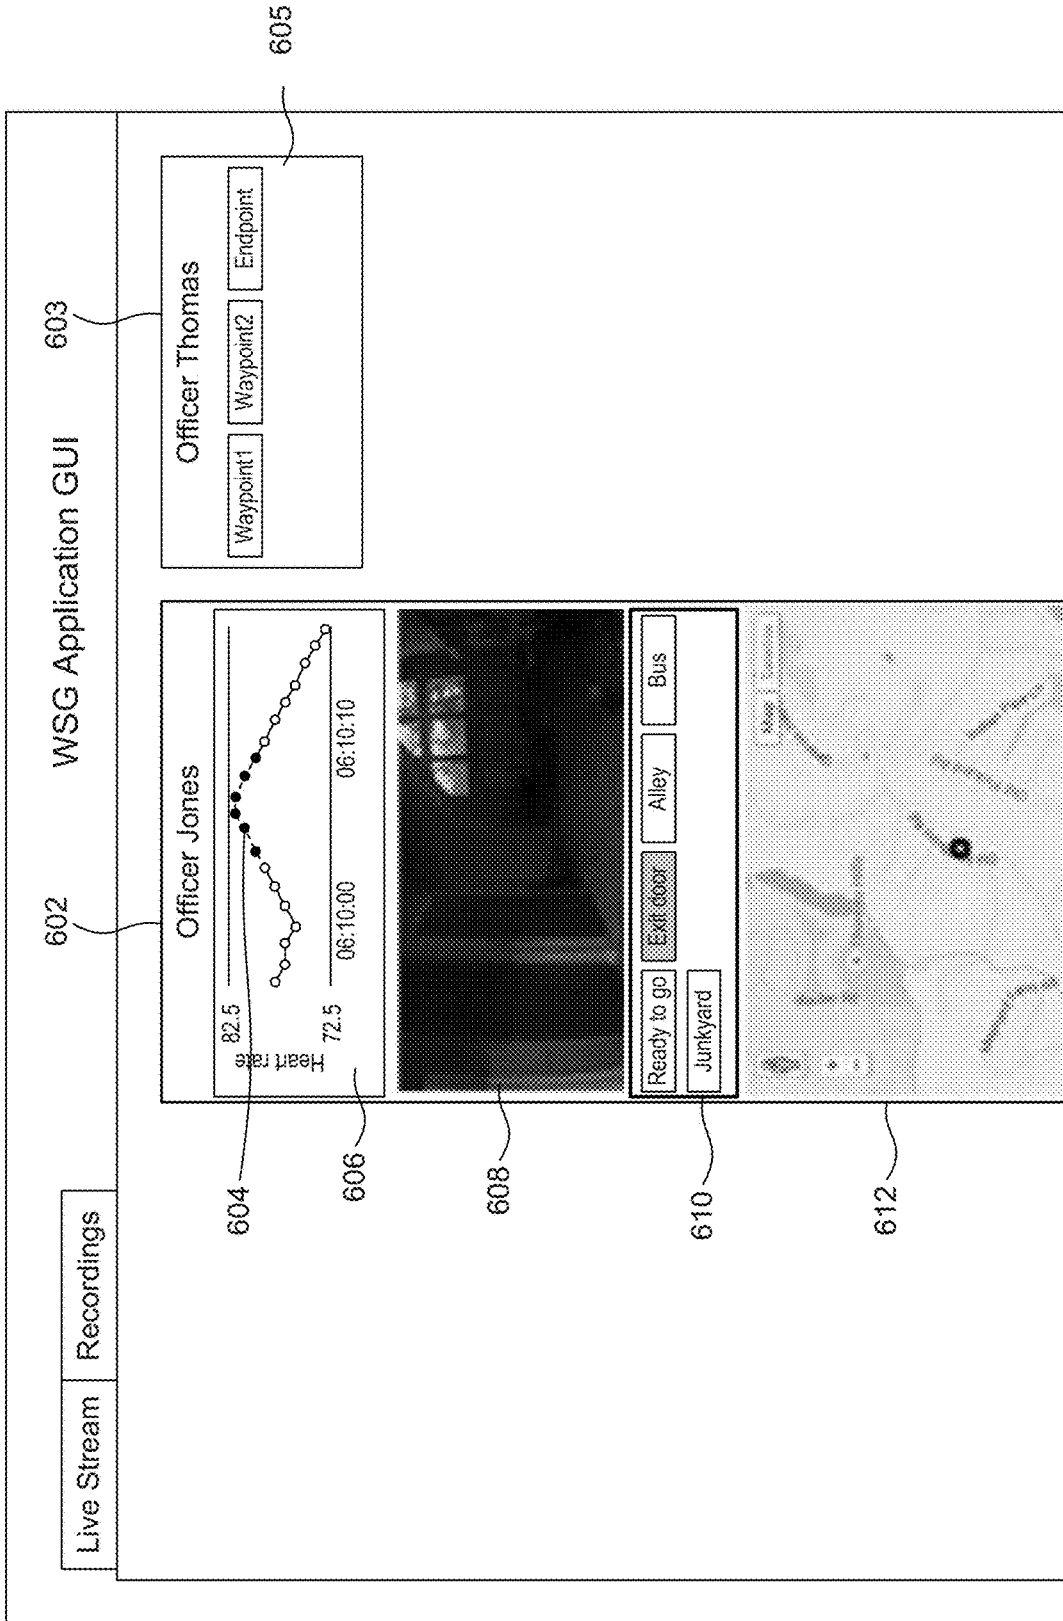 WSG Application GUI
Live Stream
Recordings
602
603
Officer Jones
Officer Thomas
Waypoint1
Waypoint2
Endpoint
605
604
Heart rate
82.5
72.5
06:10:00
06:10:10
606
608
Ready to go
Exit door
Alley
Bus
Junkyard
610
Map
612